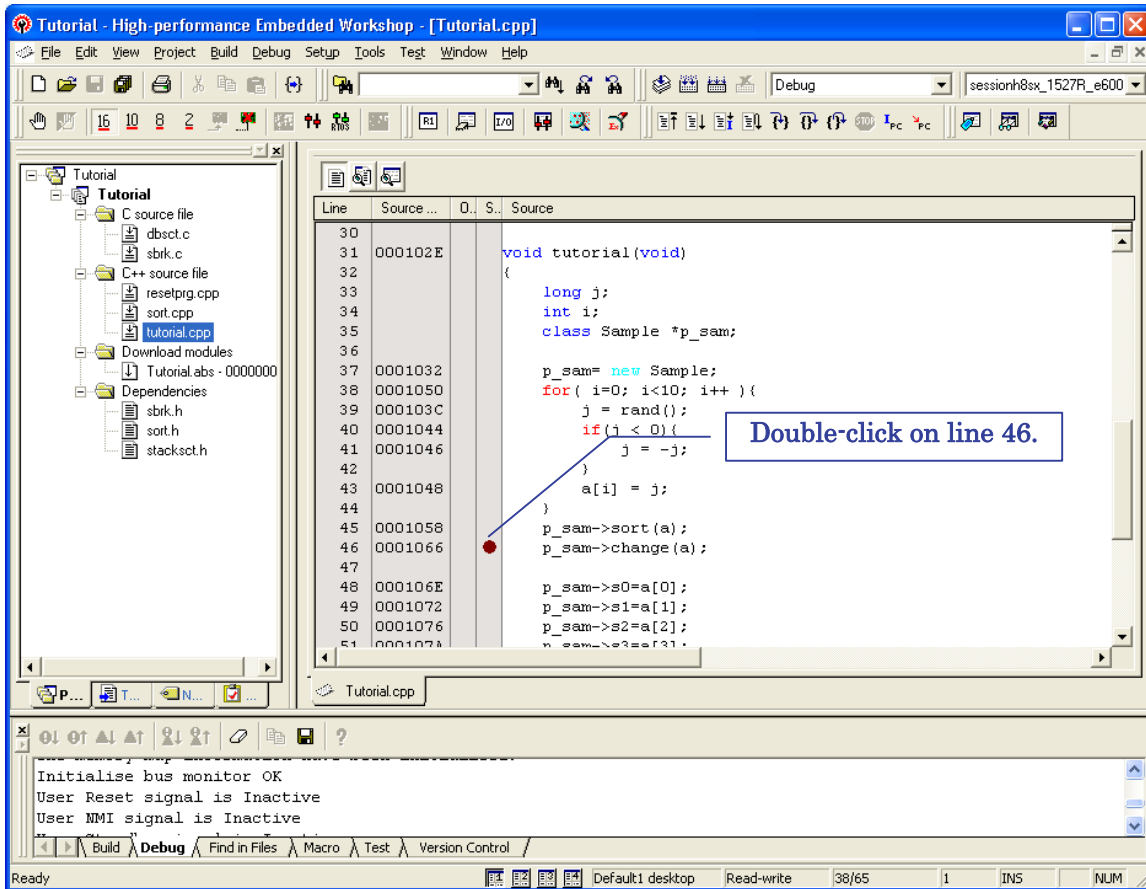 Tutorial - High-performance Embedded Workshop - [Tutorial.cpp]
File Edit View Project Build Debug Setup Tools Test Window Help
Debug sessionh8sx_1527R_e600
16 10 8 2
Tutorial
Tutorial
C source file
dbsct.c
sbrk.c
C++ source file
resetprg.cpp
sort.cpp
tutorial.cpp
Download modules
Tutorial.abs - 0000000
Dependencies
sbrk.h
sort.h
stacksct.h
P... T... N... ...
Line Source ... O.. S.. Source
30
31 000102E void tutorial(void)
32 {
33 long j;
34 int i;
35 class Sample *p_sam;
36
37 0001032 p_sam= new Sample;
38 0001050 for( i=0; i<10; i++ ){
39 000103C j = rand();
40 0001044 if(j < 0){
41 0001046 j = -j;
42 }
43 0001048 a[i] = j;
44 }
45 0001058 p_sam->sort(a);
46 0001066 p_sam->change(a);
47
48 000106E p_sam->s0=a[0];
49 0001072 p_sam->s1=a[1];
50 0001076 p_sam->s2=a[2];
51 000107A p_sam->s3=a[3];
Double-click on line 46.
Tutorial.cpp
Initialise bus monitor OK
User Reset signal is Inactive
User NMI signal is Inactive
Build Debug Find in Files Macro Test Version Control
Ready Default1 desktop Read-write 38/65 1 INS NUM